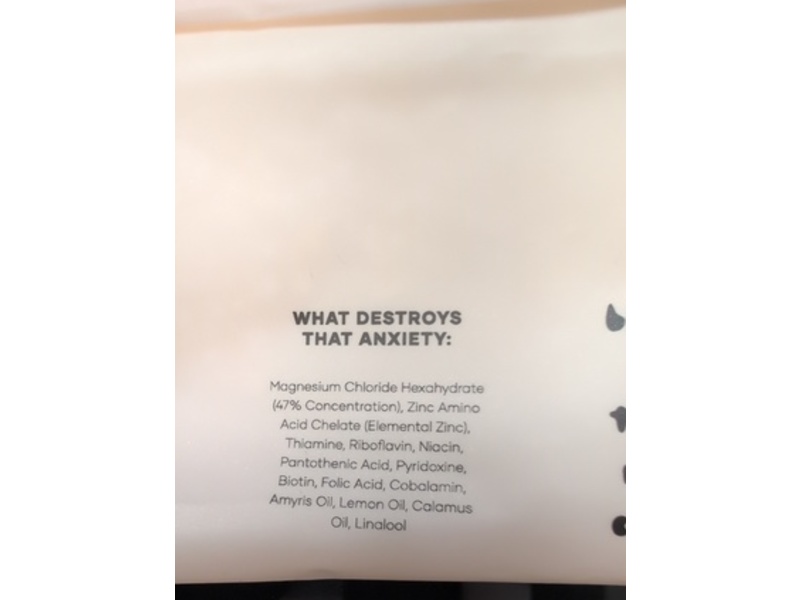 WHAT DESTROYS
THAT ANXIETY:
Magnesium Chloride Hexahydrate
(47% Concentration), Zinc Amino
Acid Chelate (Elemental Zinc),
Thiamine, Riboflavin, Niacin,
Pantothenic Acid, Pyridoxine,
Biotin, Folic Acid, Cobalamin,
Amyris Oil, Lemon Oil, Calamus
Oil, Linalool